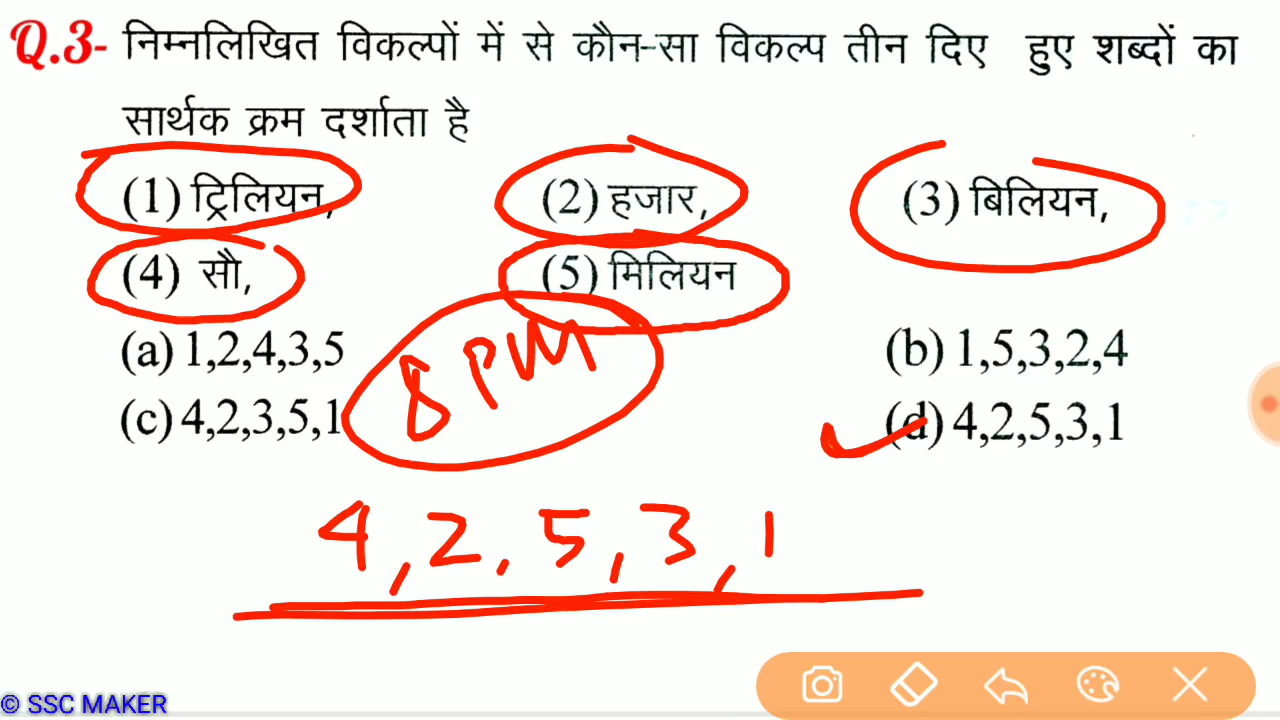 Q.3- निम्नलिखित विकल्पों में से कौन-सा विकल्प तीन दिए हुए शब्दों का
सार्थक क्रम दर्शाता है
(1) ट्रिलियन, (2) हजार, (3) बिलियन,
(4) सौ, (5) मिलियन
(a) 1,2,4,3,5 (b) 1,5,3,2,4
8 PM
(c) 4,2,3,5,1 (d) 4,2,5,3,1
4,2,5,3,1
© SSC MAKER